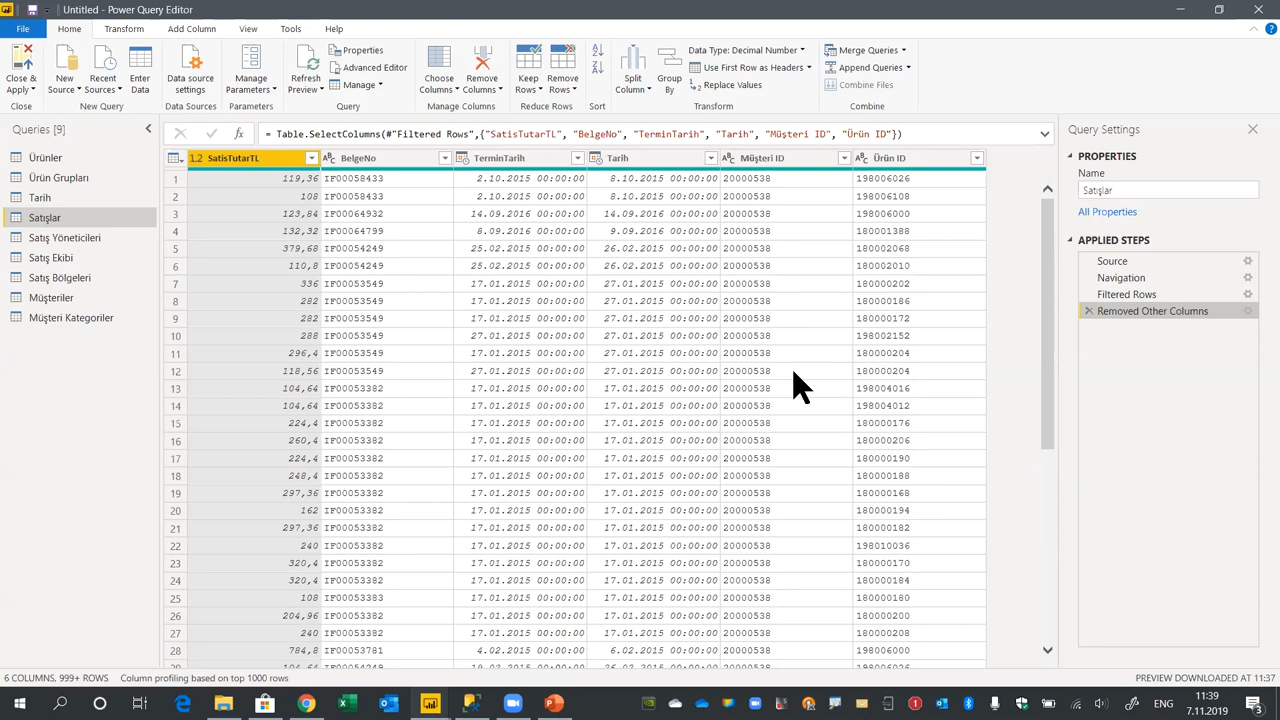 Untitled - Power Query Editor
File Home Transform Add Column View Tools Help
Close & Apply
New Source
Recent Sources
Enter Data
Data source settings
Manage Parameters
Refresh Preview
Properties
Advanced Editor
Manage
Choose Columns
Remove Columns
Keep Rows
Remove Rows
Split Column
Group By
Data Type: Decimal Number
Use First Row as Headers
Replace Values
Merge Queries
Append Queries
Combine Files
Close New Query Data Sources Parameters Query Manage Columns Reduce Rows Sort Transform Combine
Queries [9]
Ürünler
Ürün Grupları
Tarih
Satışlar
Satış Yöneticileri
Satış Ekibi
Satış Bölgeleri
Müşteriler
Müşteri Kategoriler
= Table.SelectColumns(#"Filtered Rows",{"SatisTutarTL", "BelgeNo", "TerminTarih", "Tarih", "Müşteri ID", "Ürün ID"})
1.2 SatisTutarTL BelgeNo TerminTarih Tarih Müşteri ID Ürün ID
1 119,36 IF00058433 2.10.2015 00:00:00 8.10.2015 00:00:00 20000538 198006026
2 108 IF00058433 2.10.2015 00:00:00 8.10.2015 00:00:00 20000538 198006108
3 123,84 IF00064932 14.09.2016 00:00:00 14.09.2016 00:00:00 20000538 198006000
4 132,32 IF00064799 8.09.2016 00:00:00 9.09.2016 00:00:00 20000538 180001388
5 379,68 IF00054249 25.02.2015 00:00:00 26.02.2015 00:00:00 20000538 180002068
6 110,8 IF00054249 25.02.2015 00:00:00 26.02.2015 00:00:00 20000538 180002010
7 336 IF00053549 17.01.2015 00:00:00 27.01.2015 00:00:00 20000538 180000202
8 282 IF00053549 17.01.2015 00:00:00 27.01.2015 00:00:00 20000538 180000186
9 282 IF00053549 17.01.2015 00:00:00 27.01.2015 00:00:00 20000538 180000172
10 288 IF00053549 27.01.2015 00:00:00 27.01.2015 00:00:00 20000538 198002152
11 296,4 IF00053549 17.01.2015 00:00:00 27.01.2015 00:00:00 20000538 180000204
12 118,56 IF00053549 27.01.2015 00:00:00 27.01.2015 00:00:00 20000538 180000204
13 104,64 IF00053382 17.01.2015 00:00:00 17.01.2015 00:00:00 20000538 198004016
14 104,64 IF00053382 17.01.2015 00:00:00 17.01.2015 00:00:00 20000538 198004012
15 224,4 IF00053382 17.01.2015 00:00:00 17.01.2015 00:00:00 20000538 180000176
16 260,4 IF00053382 17.01.2015 00:00:00 17.01.2015 00:00:00 20000538 180000206
17 224,4 IF00053382 17.01.2015 00:00:00 17.01.2015 00:00:00 20000538 180000190
18 248,4 IF00053382 17.01.2015 00:00:00 17.01.2015 00:00:00 20000538 180000188
19 297,36 IF00053382 17.01.2015 00:00:00 17.01.2015 00:00:00 20000538 180000168
20 162 IF00053382 17.01.2015 00:00:00 17.01.2015 00:00:00 20000538 180000194
21 297,36 IF00053382 17.01.2015 00:00:00 17.01.2015 00:00:00 20000538 180000182
22 240 IF00053382 17.01.2015 00:00:00 17.01.2015 00:00:00 20000538 198010036
23 320,4 IF00053382 17.01.2015 00:00:00 17.01.2015 00:00:00 20000538 180000170
24 320,4 IF00053382 17.01.2015 00:00:00 17.01.2015 00:00:00 20000538 180000184
25 108 IF00053383 17.01.2015 00:00:00 17.01.2015 00:00:00 20000538 180000180
26 204,96 IF00053382 17.01.2015 00:00:00 17.01.2015 00:00:00 20000538 180000200
27 240 IF00053382 17.01.2015 00:00:00 17.01.2015 00:00:00 20000538 180000208
28 784,8 IF00053781 4.02.2015 00:00:00 6.02.2015 00:00:00 20000538 198006000
Query Settings
PROPERTIES
Name
Satışlar
All Properties
APPLIED STEPS
Source
Navigation
Filtered Rows
Removed Other Columns
6 COLUMNS, 999+ ROWS Column profiling based on top 1000 rows PREVIEW DOWNLOADED AT 11:37
ENG
11:39
7.11.2019